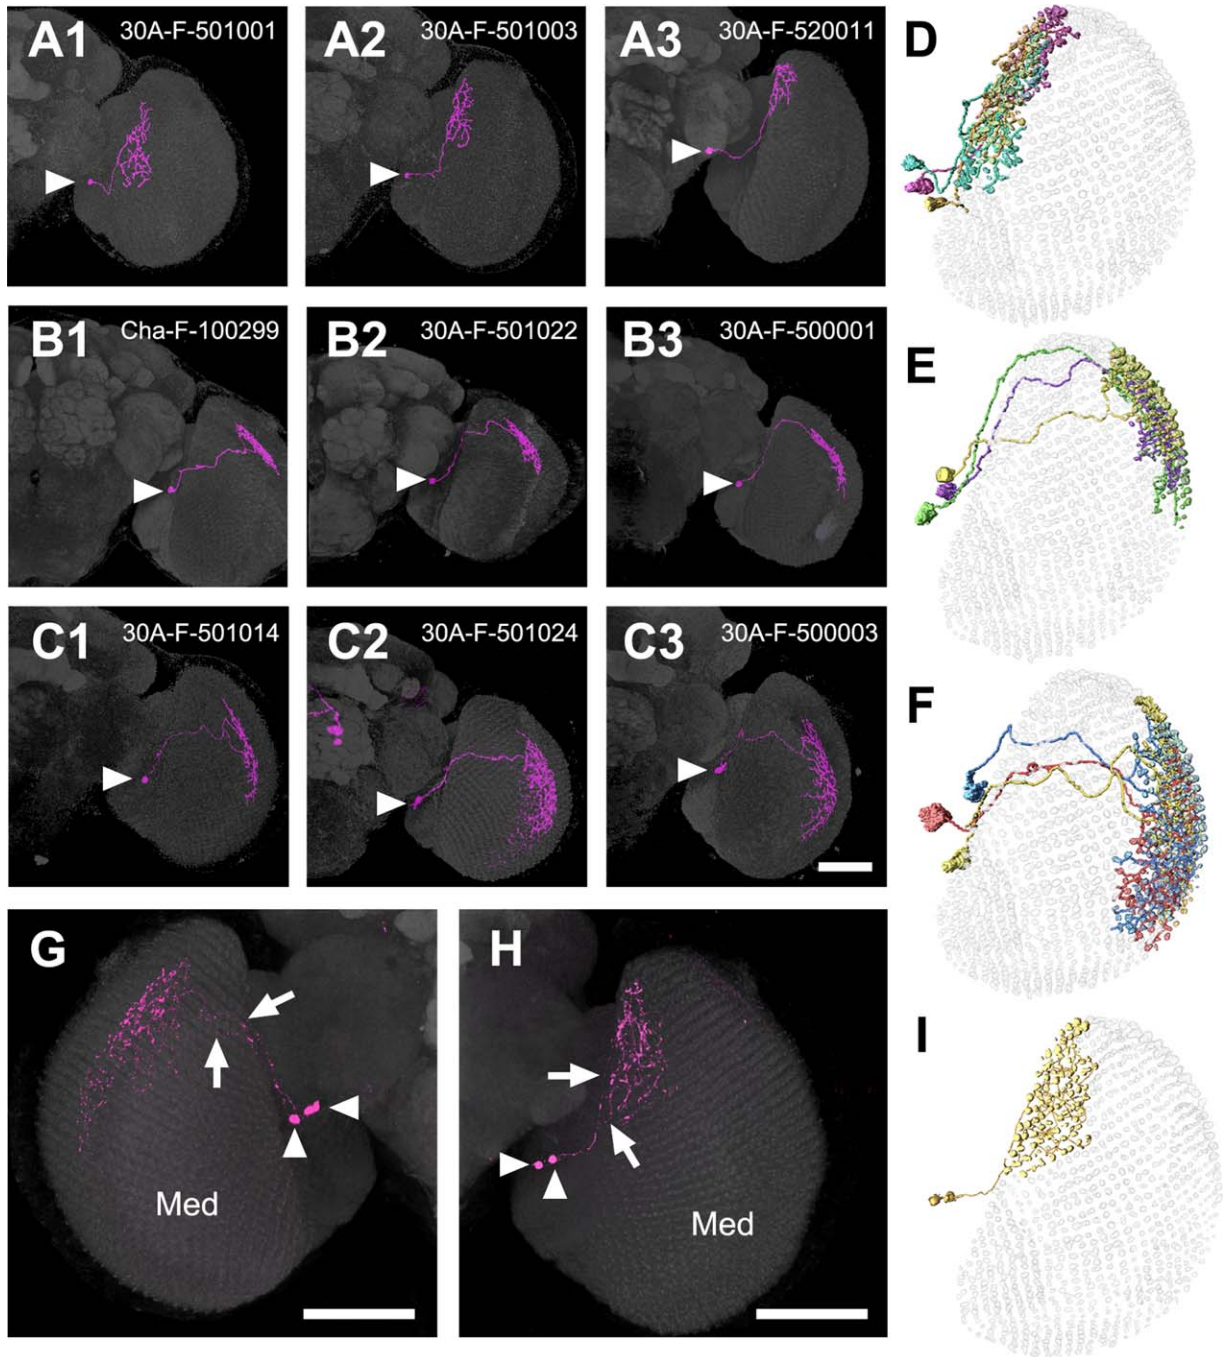 A1 30A-F-501001
A2 30A-F-501003
A3 30A-F-520011
D
B1 Cha-F-100299
B2 30A-F-501022
B3 30A-F-500001
E
C1 30A-F-501014
C2 30A-F-501024
C3 30A-F-500003
F
G
Med
H
Med
I